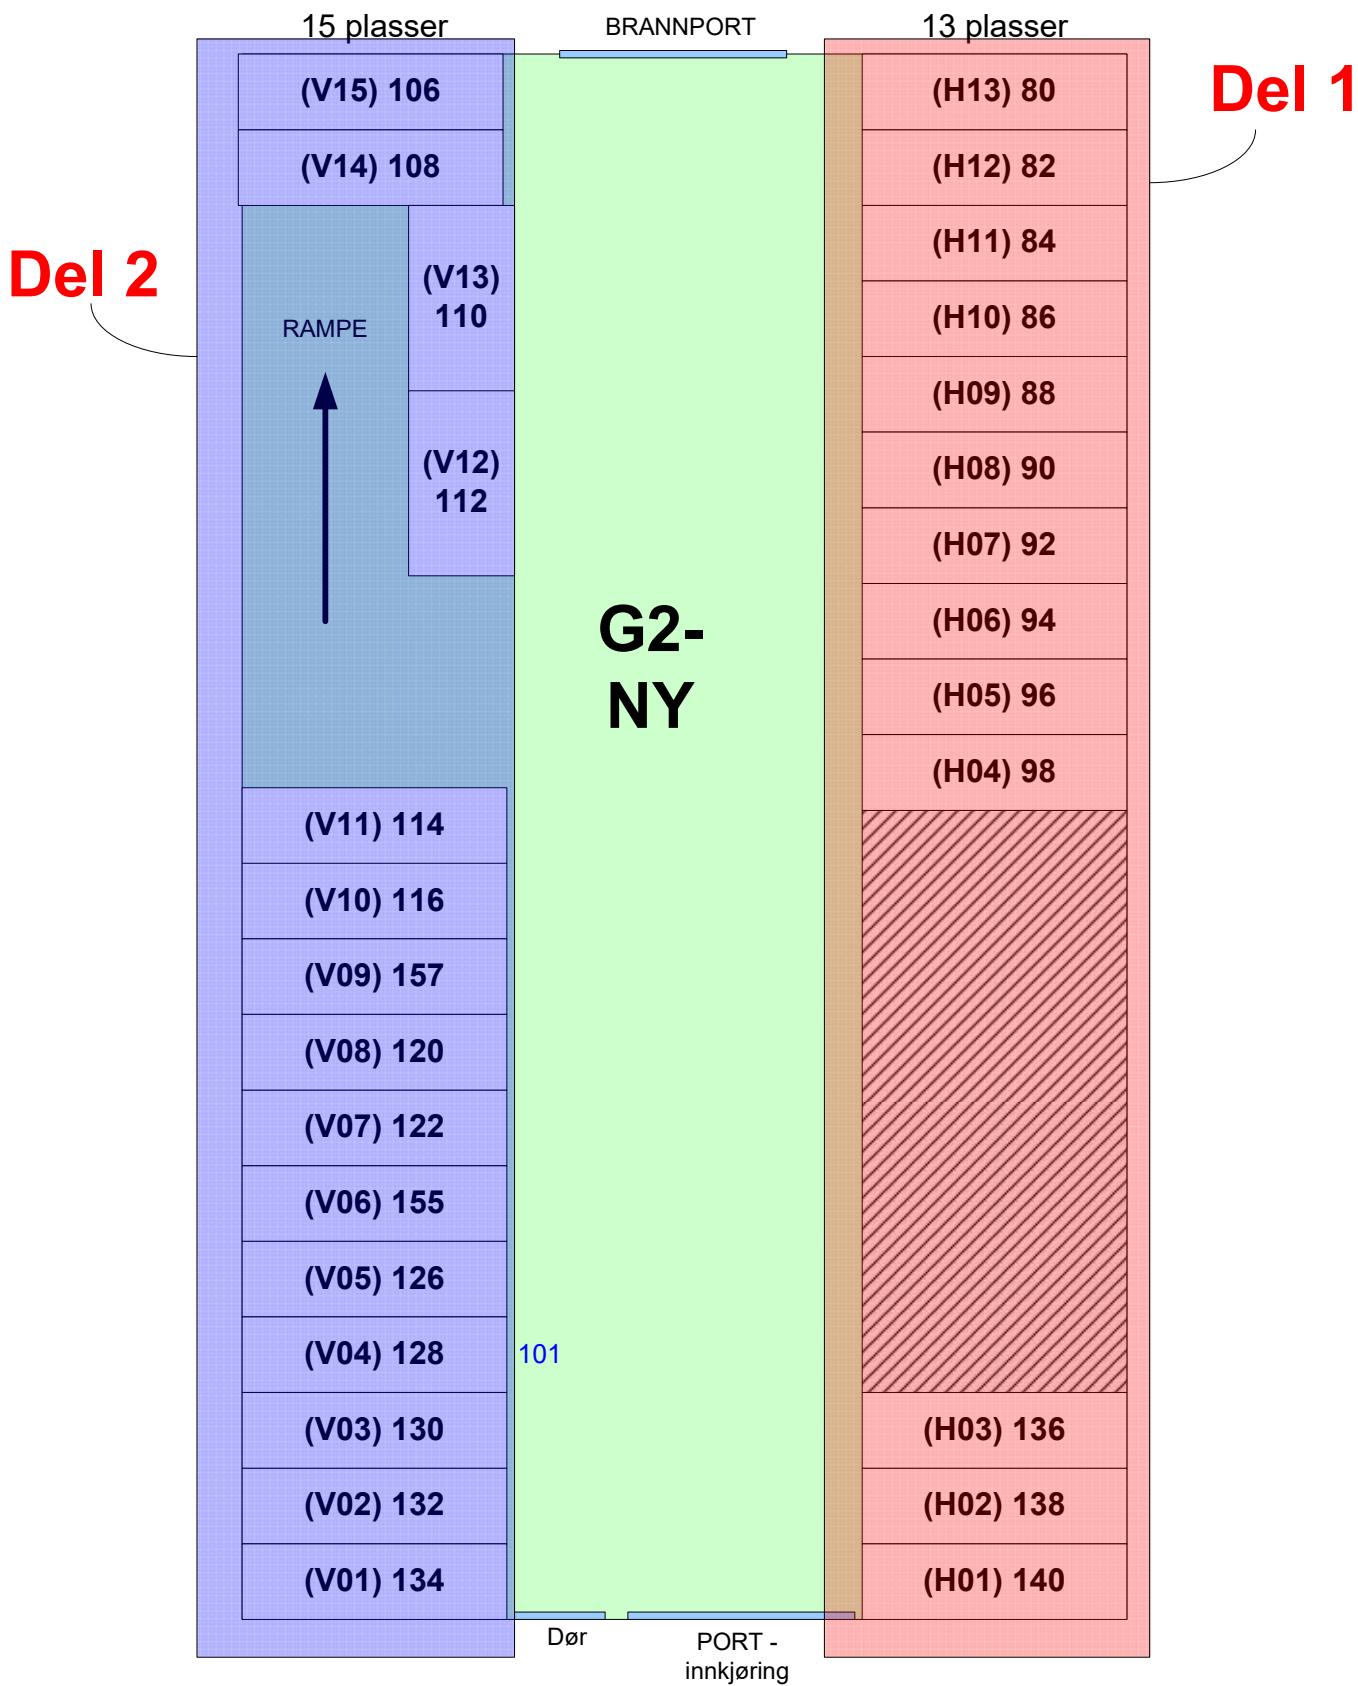 15 plasser
BRANNPORT
13 plasser
Del 1
Del 2
(V15) 106
(V14) 108
(V13)
110
RAMPE
(V12)
112
(V11) 114
(V10) 116
(V09) 157
(V08) 120
(V07) 122
(V06) 155
(V05) 126
(V04) 128
101
(V03) 130
(V02) 132
(V01) 134
G2-
NY
(H13) 80
(H12) 82
(H11) 84
(H10) 86
(H09) 88
(H08) 90
(H07) 92
(H06) 94
(H05) 96
(H04) 98
(H03) 136
(H02) 138
(H01) 140
Dør
PORT -
innkjøring